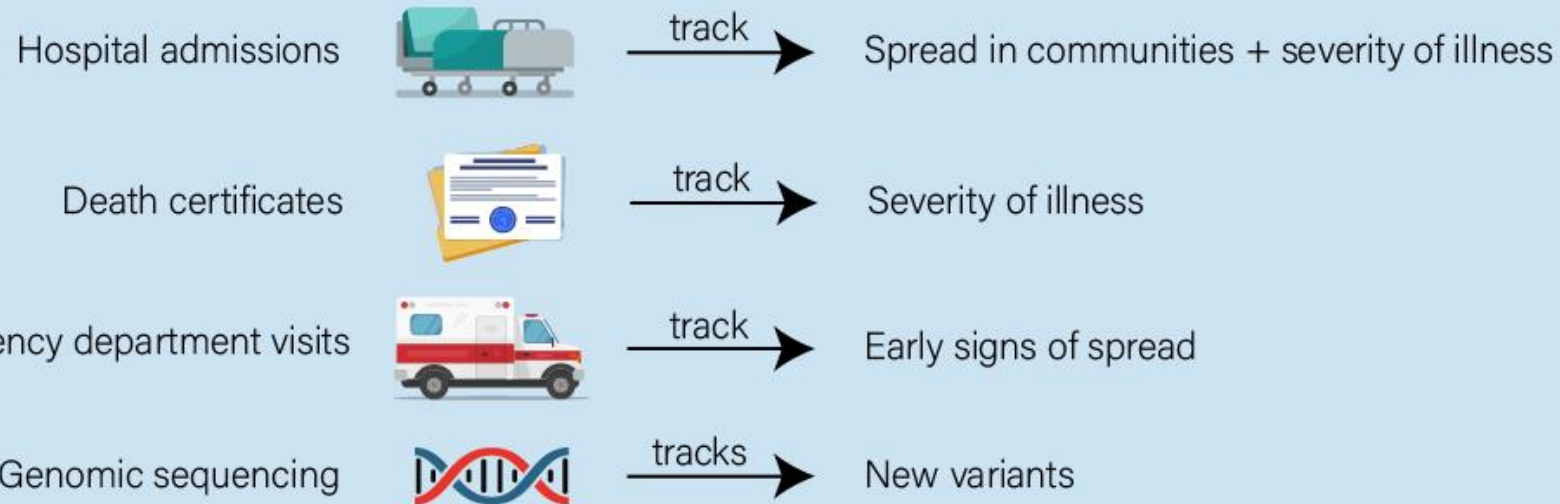 Hospital admissions track Spread in communities + severity of illness
Death certificates track Severity of illness
ency department visits track Early signs of spread
Genomic sequencing tracks New variants